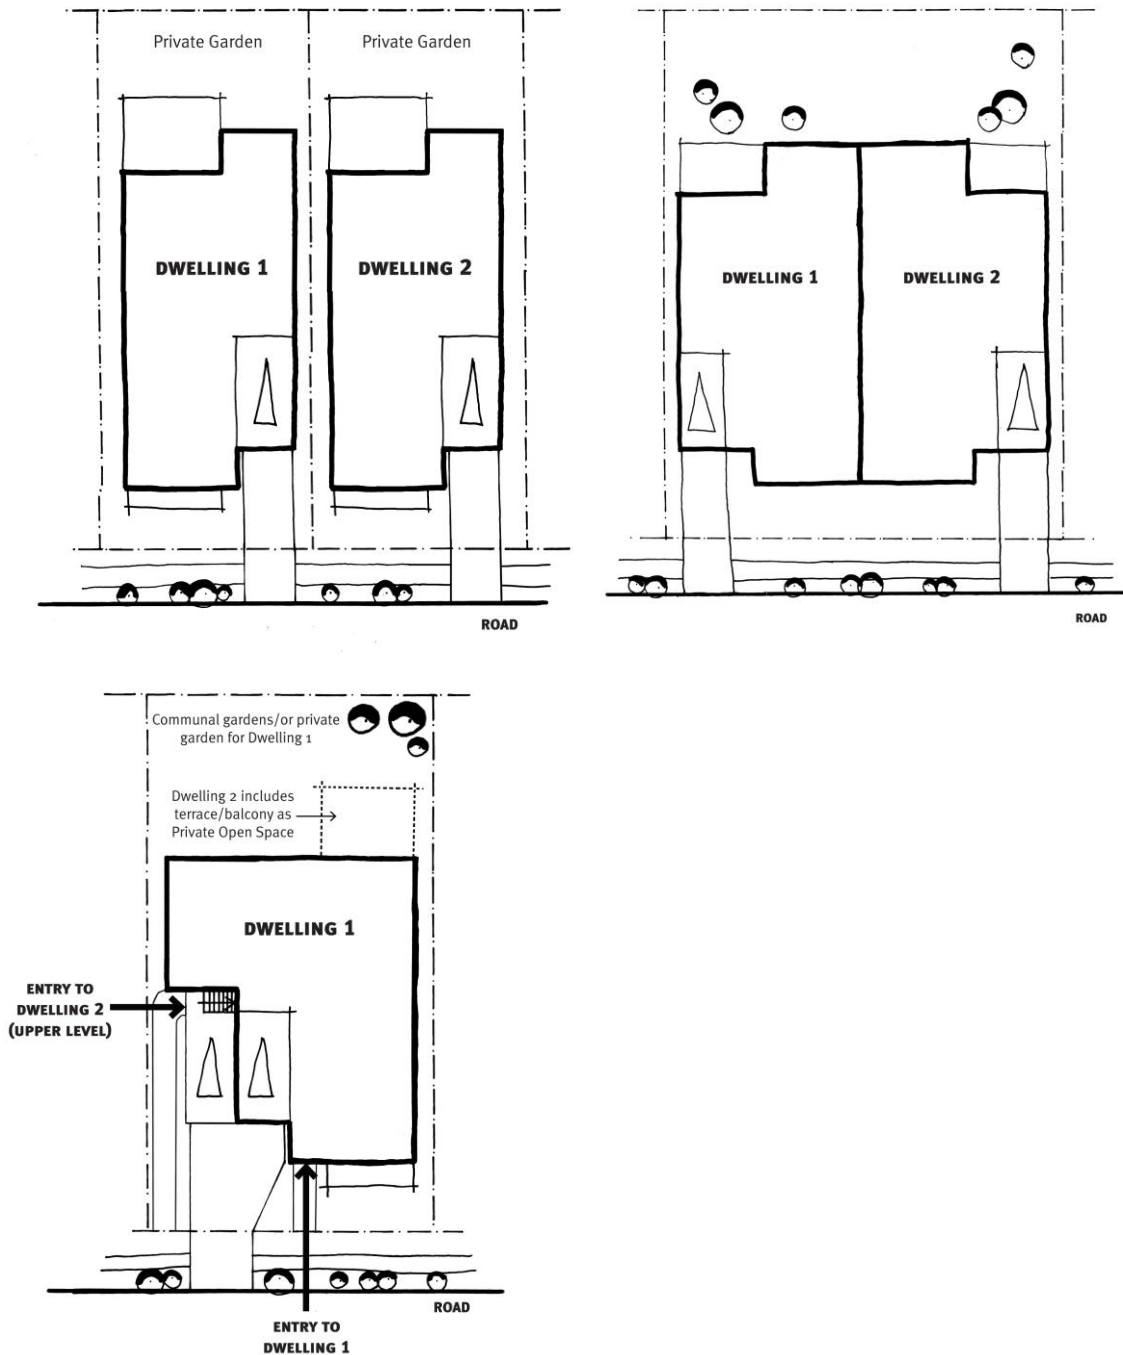 Private Garden
Private Garden
DWELLING 1
DWELLING 2
ROAD
DWELLING 1
DWELLING 2
ROAD
Communal gardens/or private
garden for Dwelling 1
Dwelling 2 includes
terrace/balcony as
Private Open Space
DWELLING 1
ENTRY TO
DWELLING 2
(UPPER LEVEL)
ROAD
ENTRY TO
DWELLING 1